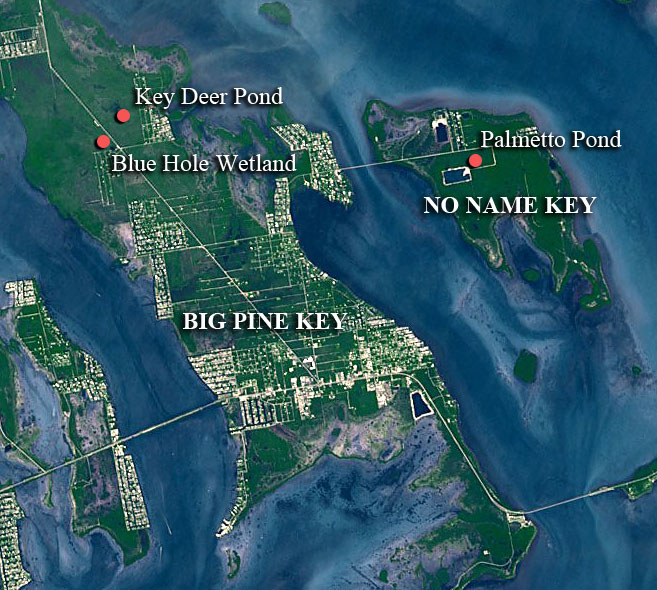 Key Deer Pond
Palmetto Pond
Blue Hole Wetland
NO NAME KEY
BIG PINE KEY